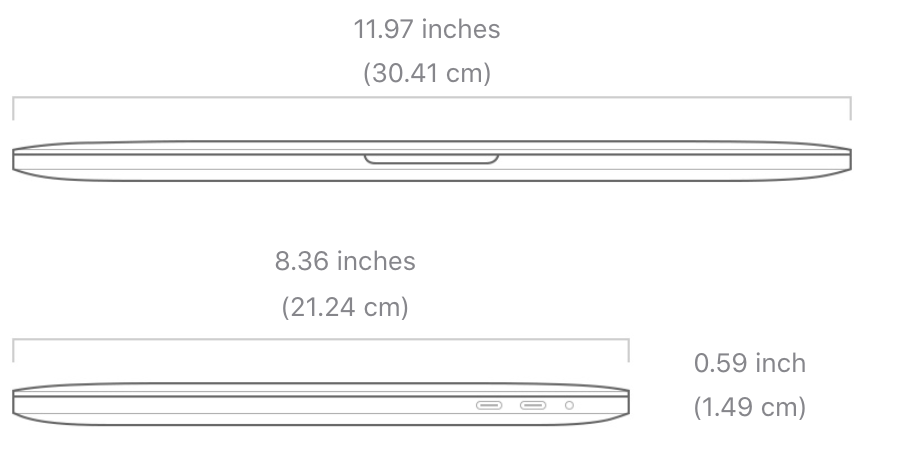 11.97 inches
(30.41 cm)
8.36 inches
(21.24 cm)
0.59 inch
(1.49 cm)